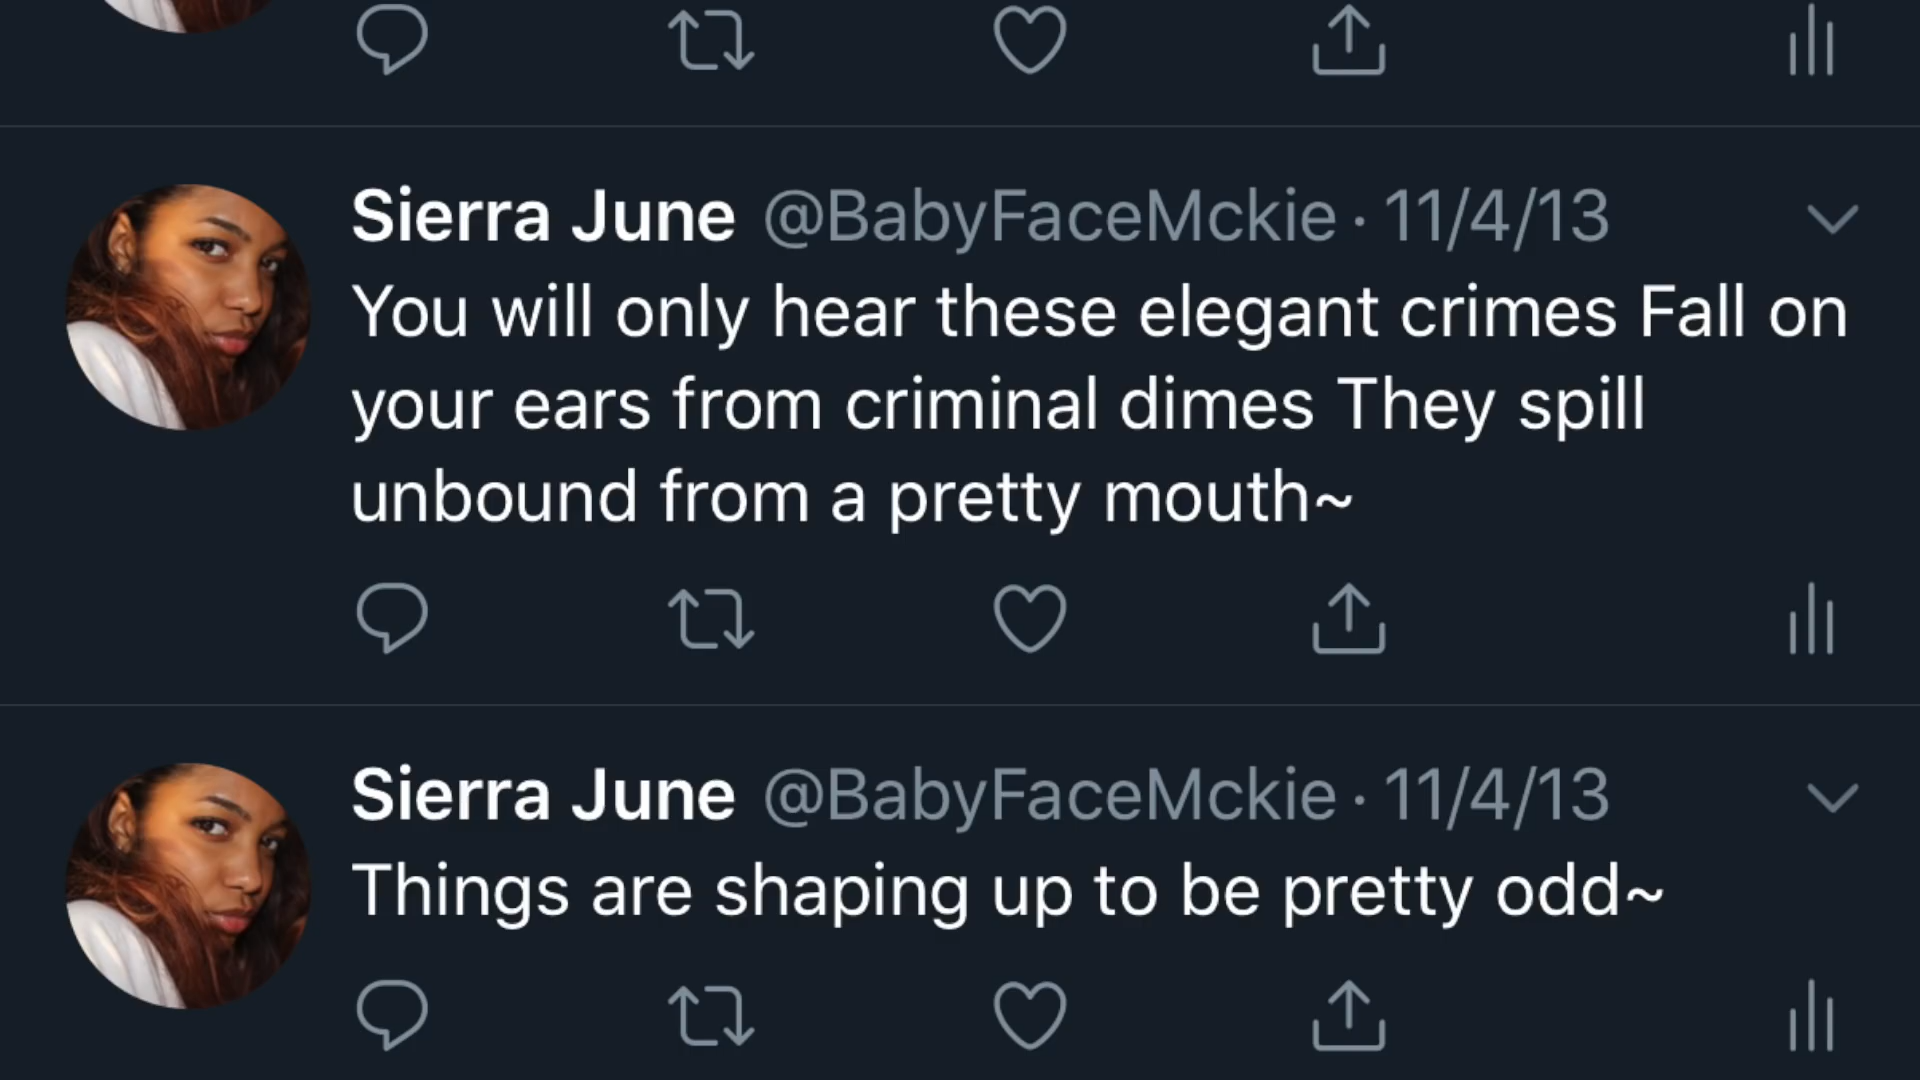 Sierra June @BabyFaceMckie · 11/4/13
You will only hear these elegant crimes Fall on
your ears from criminal dimes They spill
unbound from a pretty mouth~
Sierra June @BabyFaceMckie · 11/4/13
Things are shaping up to be pretty odd~